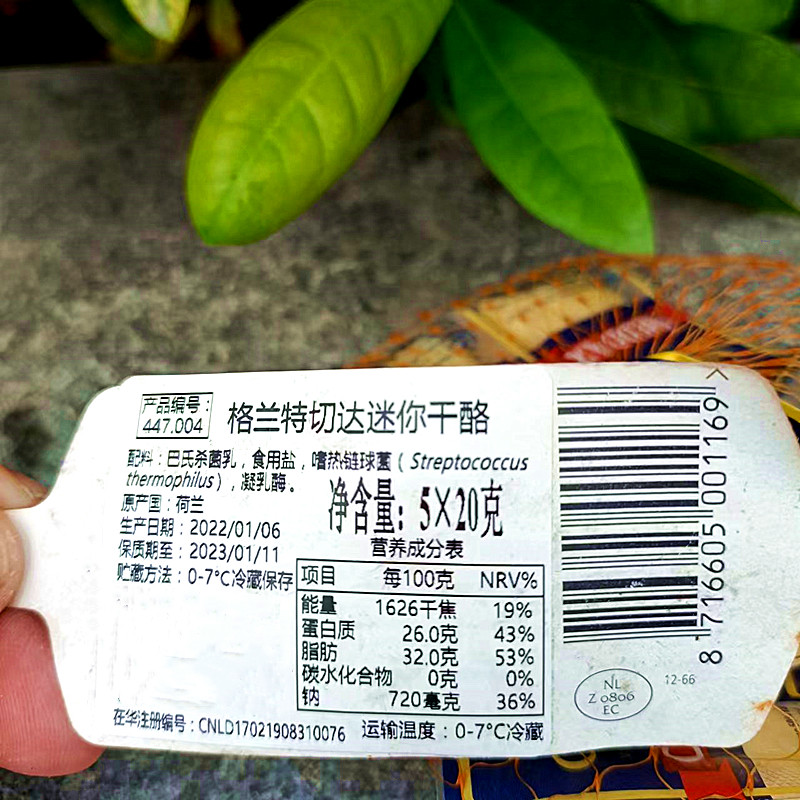 产品编号：
447.004
格兰特切达迷你干酪
配料：巴氏杀菌乳，食用盐，嗜热链球菌（Streptococcus
thermophilus），凝乳酶。
原产国：荷兰
净含量：5×20克
生产日期：2022/01/06
保质期至：2023/01/11
贮藏方法：0-7°C冷藏保存
营养成分表
项目 每100克 NRV%
能量 1626千焦 19%
蛋白质 26.0克 43%
脂肪 32.0克 53%
碳水化合物 0克 0%
钠 720毫克 36%
在华注册编号：CNLD17021908310076 运输温度：0-7°C冷藏
8 716605 001169 >
NL
Z 0806
EC
12-66